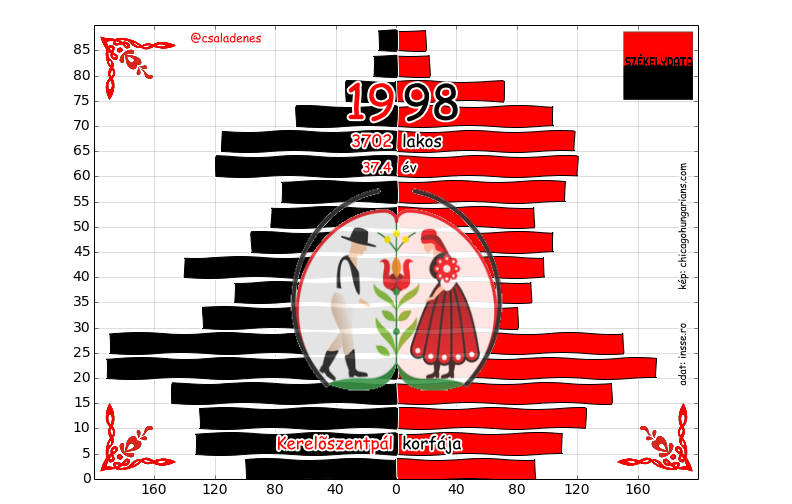 @csaladenes
SZÉKELYDATA
1998
3702 lakos
37.4 év
kép: chicagohungarians.com
adat: insse.ro
Kerelőszentpál korfája
85
80
75
70
65
60
55
50
45
40
35
30
25
20
15
10
5
0
160 120 80 40 0 40 80 120 160